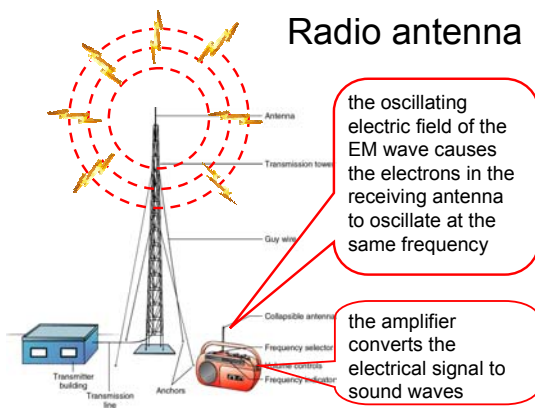 Radio antenna
the oscillating
electric field of the
EM wave causes
the electrons in the
receiving antenna
to oscillate at the
same frequency
Antenna
Transmission tower
Guy wire
Collapsible antenna
Frequency selector
Volume controls
Frequency indicator
the amplifier
converts the
electrical signal to
sound waves
Transmitter
building
Transmission
line
Anchors